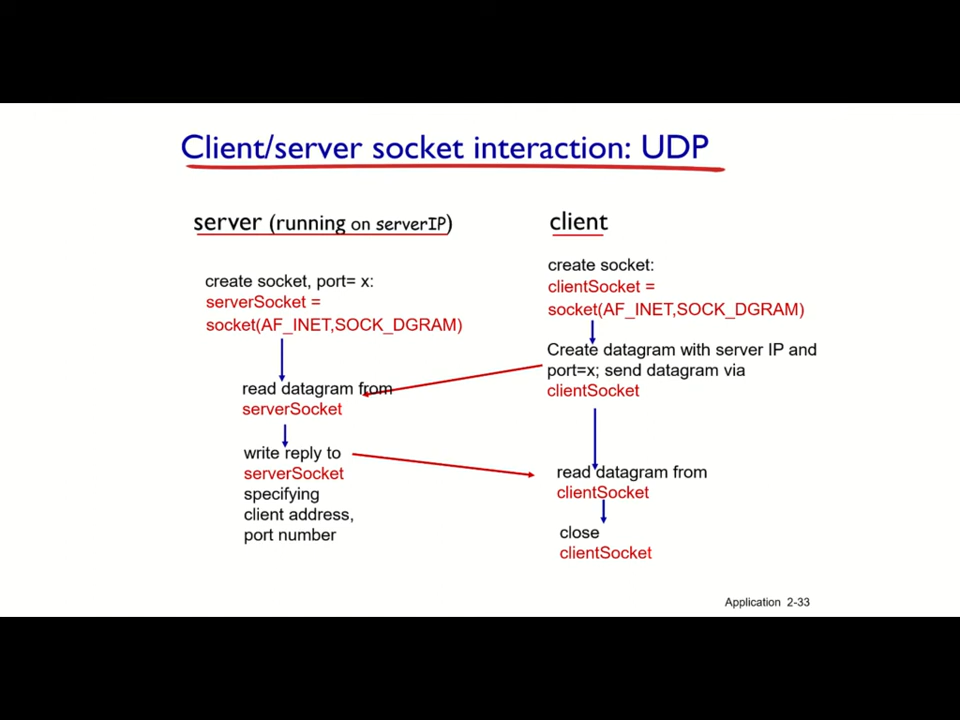 Client/server socket interaction: UDP
server (running on serverIP)
create socket, port= x:
serverSocket =
socket(AF_INET,SOCK_DGRAM)
read datagram from
serverSocket
write reply to
serverSocket
specifying
client address,
port number
client
create socket:
clientSocket =
socket(AF_INET,SOCK_DGRAM)
Create datagram with server IP and
port=x; send datagram via
clientSocket
read datagram from
clientSocket
close
clientSocket
Application 2-33